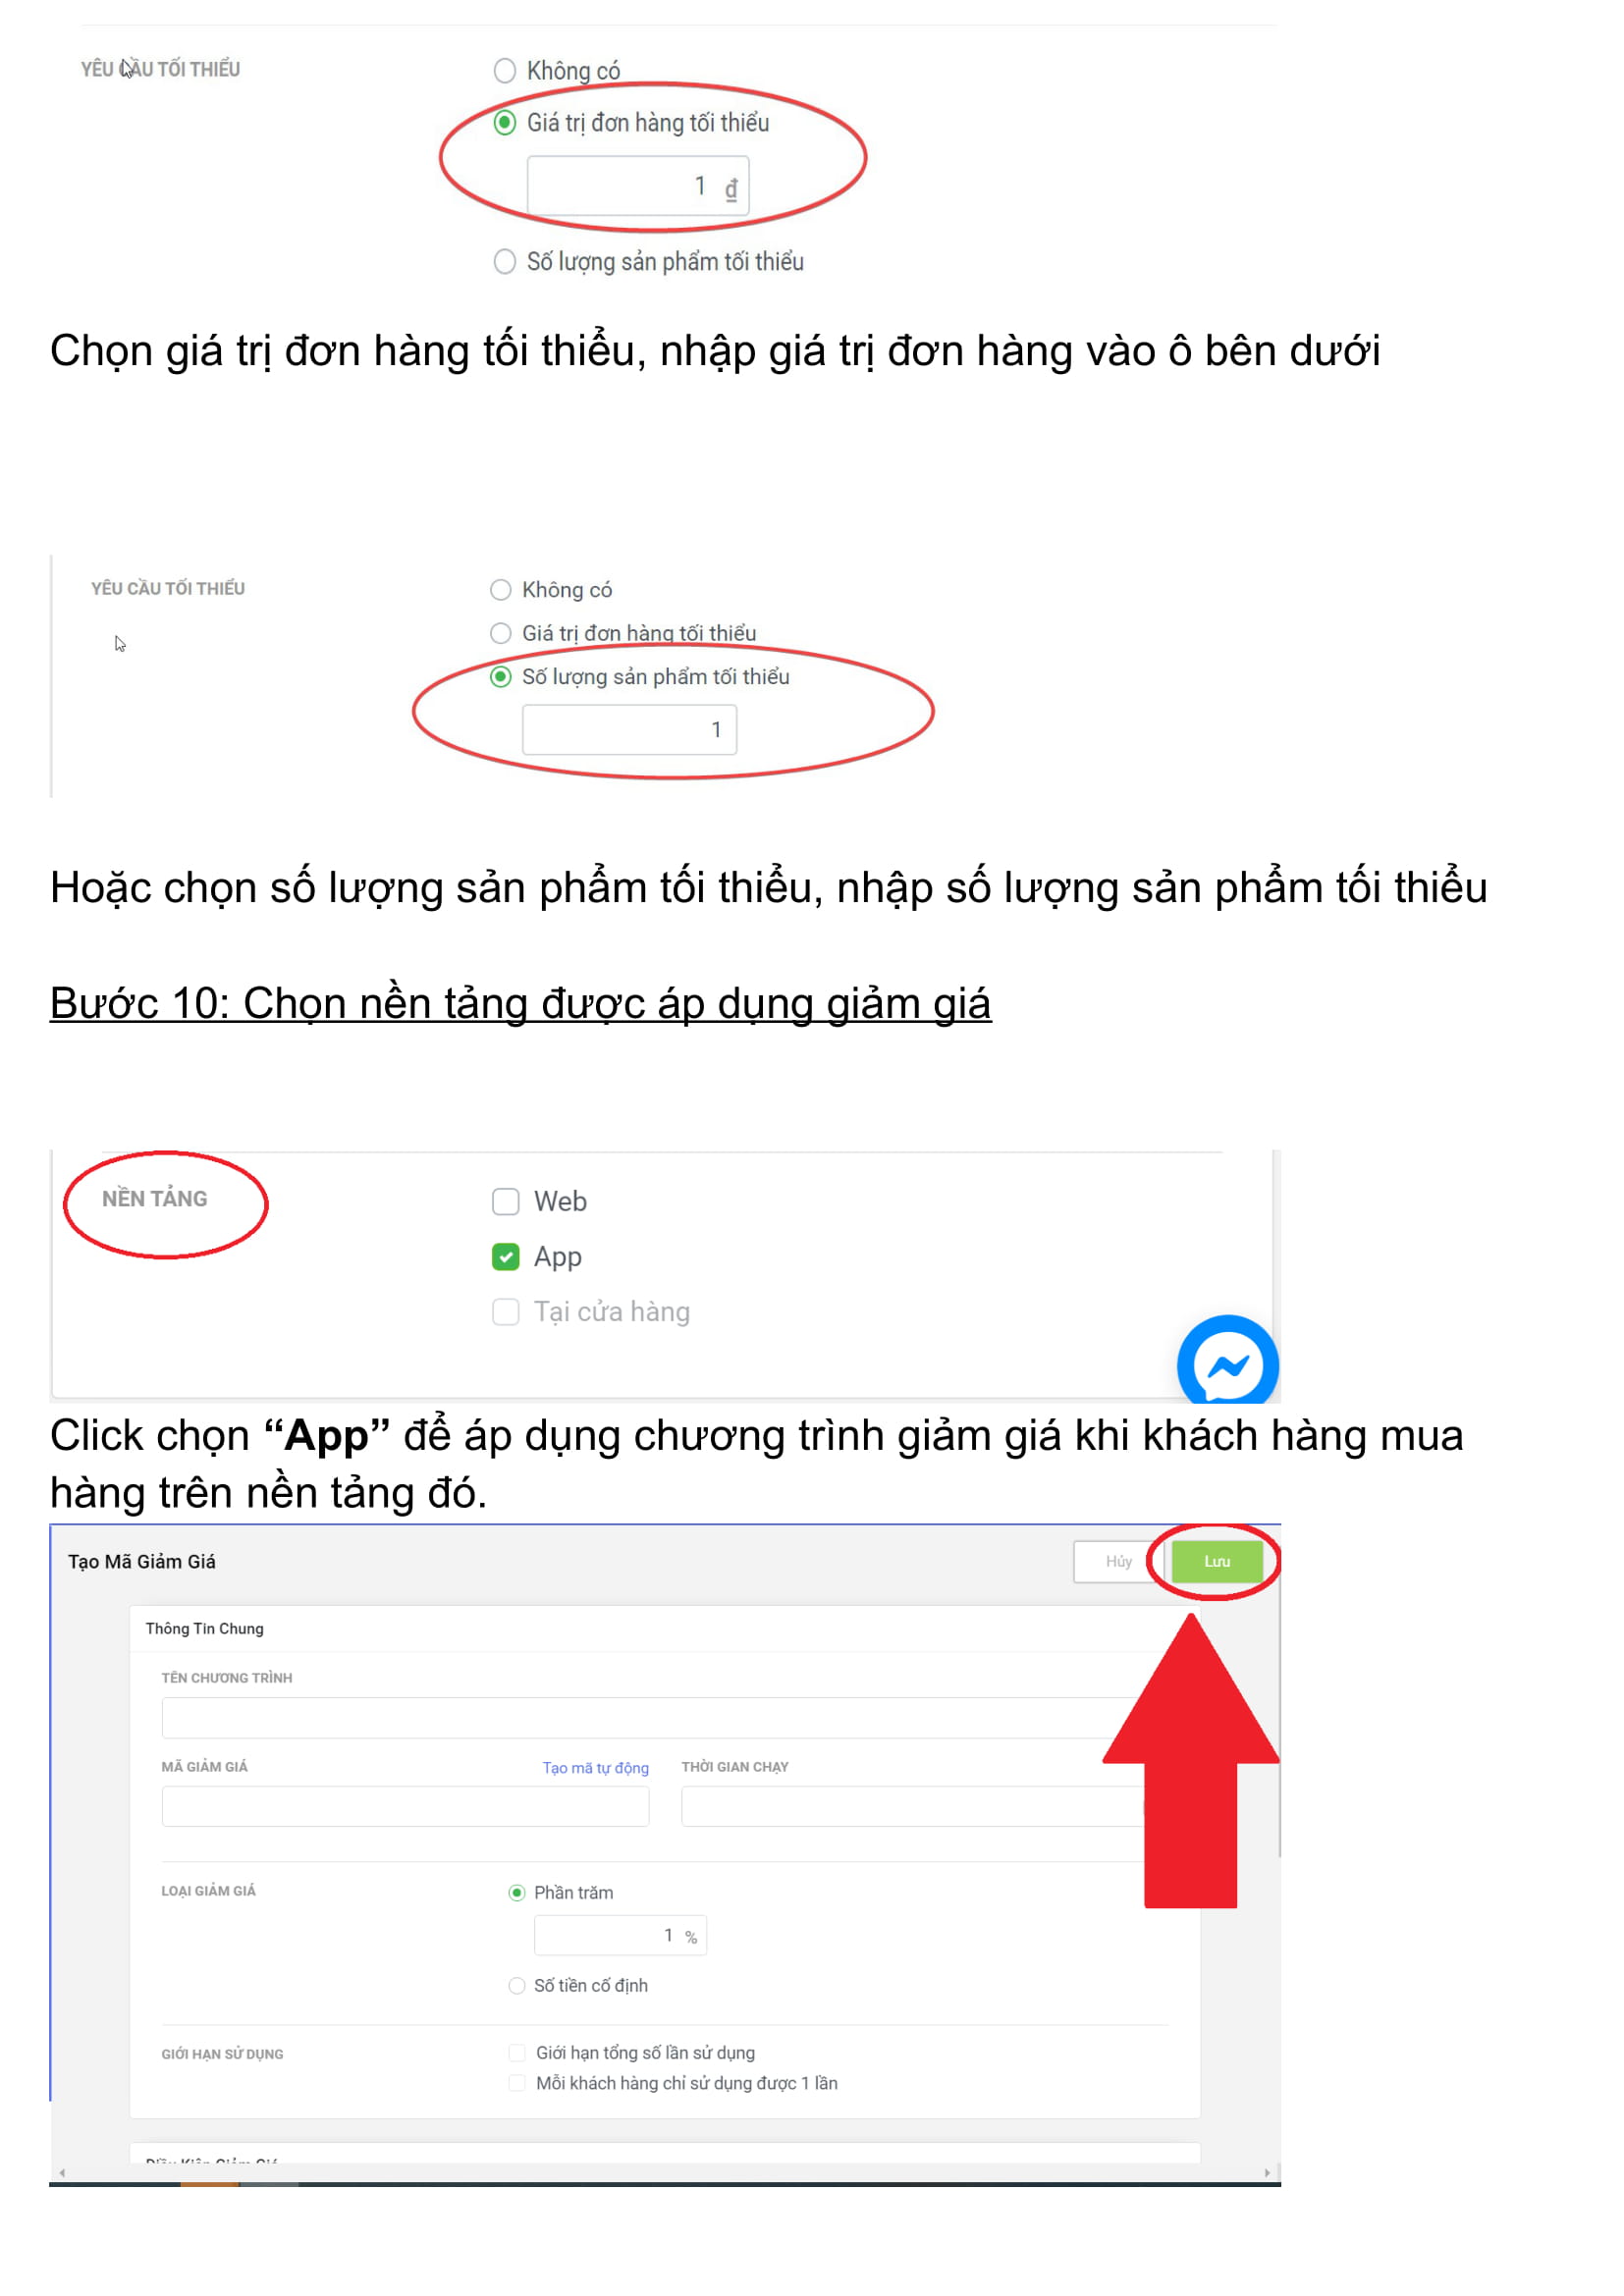 YÊU CẦU TỐI THIỂU
Không có
Giá trị đơn hàng tối thiểu
1 đ
Số lượng sản phẩm tối thiểu
Chọn giá trị đơn hàng tối thiểu, nhập giá trị đơn hàng vào ô bên dưới
YÊU CẦU TỐI THIỂU
Không có
Giá trị đơn hàng tối thiểu
Số lượng sản phẩm tối thiểu
1
Hoặc chọn số lượng sản phẩm tối thiểu, nhập số lượng sản phẩm tối thiểu
Bước 10: Chọn nền tảng được áp dụng giảm giá
NỀN TẢNG
Web
App
Tại cửa hàng
Click chọn “App” để áp dụng chương trình giảm giá khi khách hàng mua
hàng trên nền tảng đó.
Tạo Mã Giảm Giá
Hủy
Lưu
Thông Tin Chung
TÊN CHƯƠNG TRÌNH
MÃ GIẢM GIÁ
Tạo mã tự động
THỜI GIAN CHẠY
LOẠI GIẢM GIÁ
Phần trăm
1 %
Số tiền cố định
GIỚI HẠN SỬ DỤNG
Giới hạn tổng số lần sử dụng
Mỗi khách hàng chỉ sử dụng được 1 lần
Điều Kiện Giảm Giá